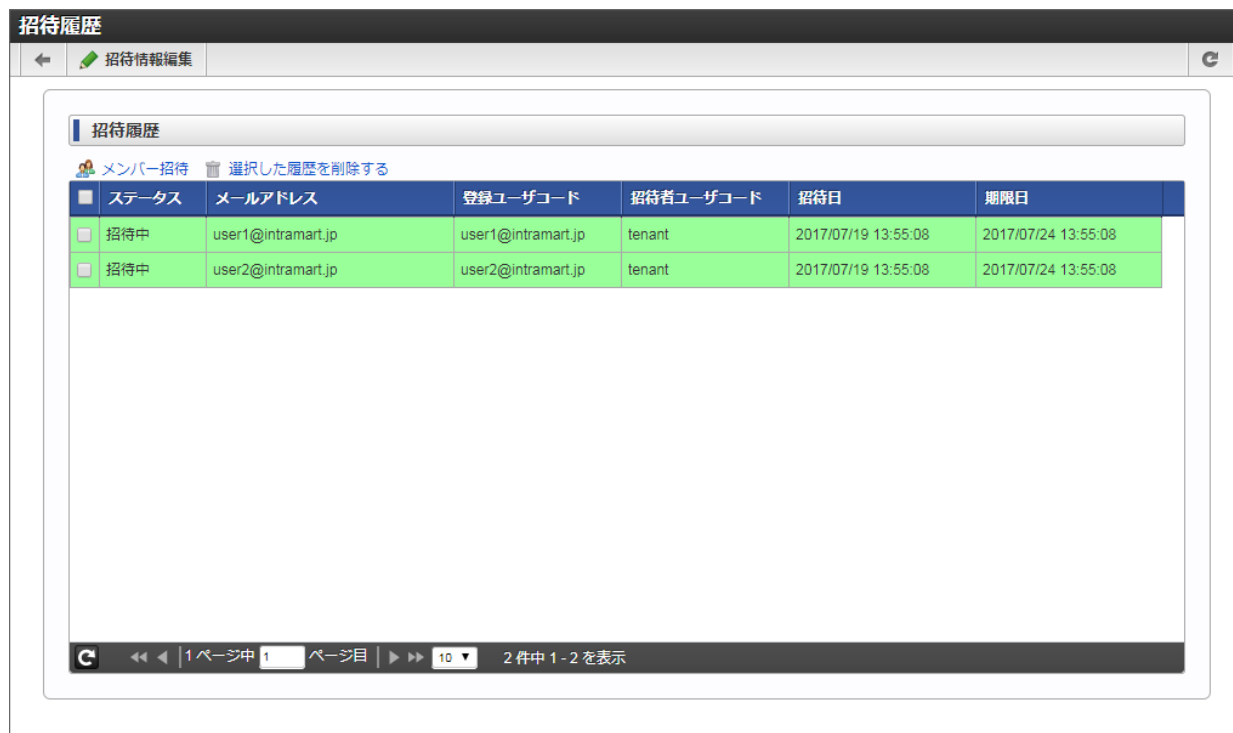 招待履歴
招待情報編集
招待履歴
メンバー招待 選択した履歴を削除する
ステータス メールアドレス 登録ユーザコード 招待者ユーザコード 招待日 期限日
招待中 user1@intramart.jp user1@intramart.jp tenant 2017/07/19 13:55:08 2017/07/24 13:55:08
招待中 user2@intramart.jp user2@intramart.jp tenant 2017/07/19 13:55:08 2017/07/24 13:55:08
1 ページ中 1 ページ目 10 2 件中 1 - 2 を表示